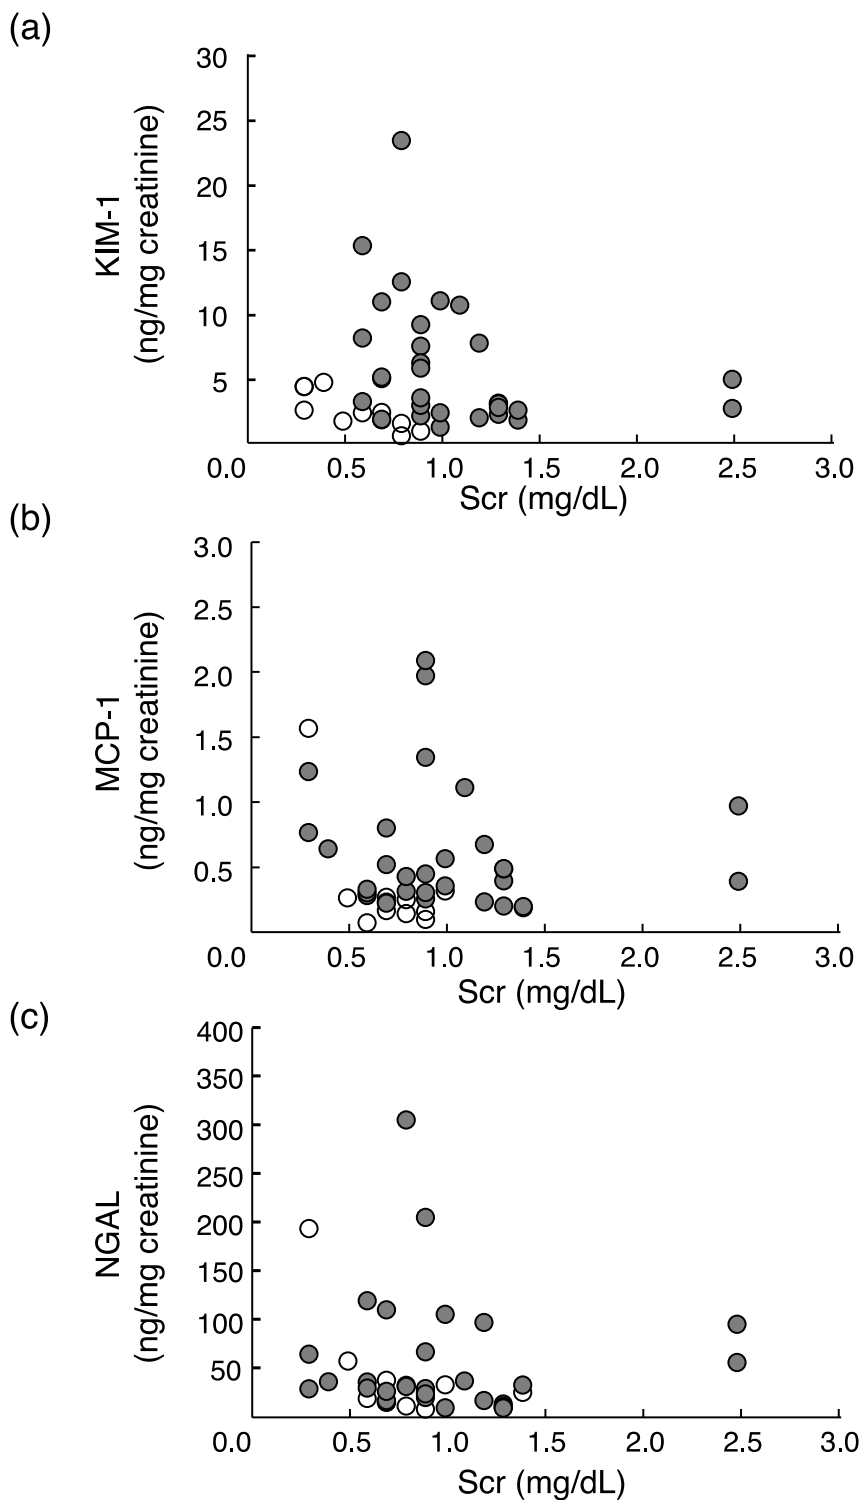 (a)
30
25
20
15
10
5
KIM-1
(ng/mg creatinine)
0.0 0.5 1.0 1.5 2.0 2.5 3.0
Scr (mg/dL)
(b)
3.0
2.5
2.0
1.5
1.0
0.5
MCP-1
(ng/mg creatinine)
0.0 0.5 1.0 1.5 2.0 2.5 3.0
Scr (mg/dL)
(c)
400
350
300
250
200
150
100
50
NGAL
(ng/mg creatinine)
0.0 0.5 1.0 1.5 2.0 2.5 3.0
Scr (mg/dL)